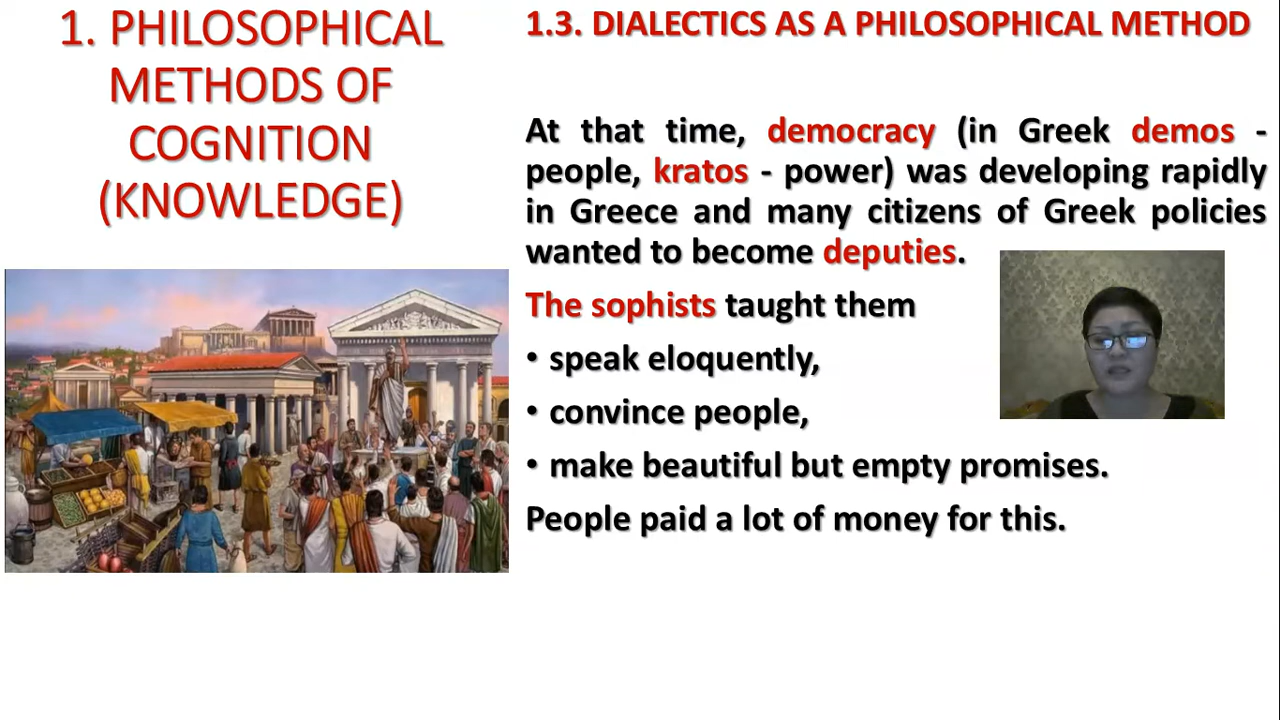 1. PHILOSOPHICAL
METHODS OF
COGNITION
(KNOWLEDGE)
1.3. DIALECTICS AS A PHILOSOPHICAL METHOD
At that time, democracy (in Greek demos -
people, kratos - power) was developing rapidly
in Greece and many citizens of Greek policies
wanted to become deputies.
The sophists taught them
• speak eloquently,
• convince people,
• make beautiful but empty promises.
People paid a lot of money for this.